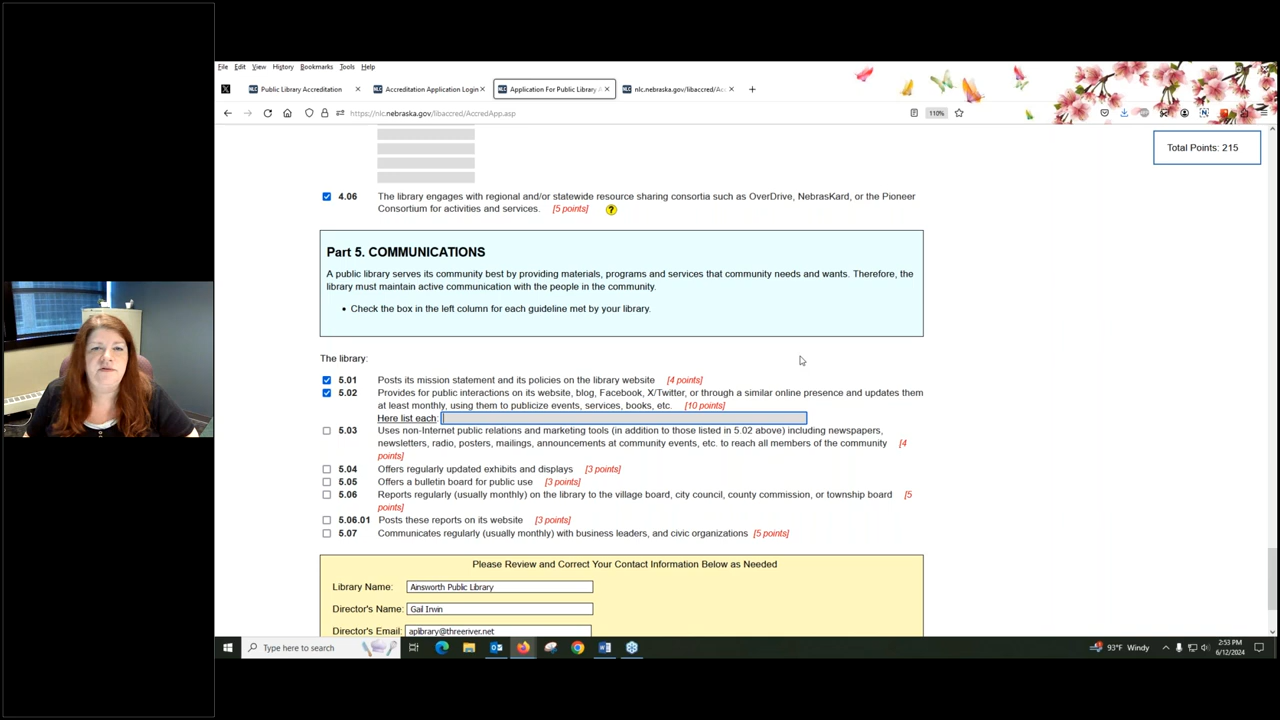 File Edit View History Bookmarks Tools Help
Public Library Accreditation
Accreditation Application Login
Application For Public Library
nlc.nebraska.gov/libaccred/Acc
https://nlc.nebraska.gov/libaccred/AccredApp.asp
110%
Total Points: 215
4.06 The library engages with regional and/or statewide resource sharing consortia such as OverDrive, NebrasKard, or the Pioneer
Consortium for activities and services. [5 points] ?
Part 5. COMMUNICATIONS
A public library serves its community best by providing materials, programs and services that community needs and wants. Therefore, the
library must maintain active communication with the people in the community.
• Check the box in the left column for each guideline met by your library.
The library:
5.01 Posts its mission statement and its policies on the library website [4 points]
5.02 Provides for public interactions on its website, blog, Facebook, X/Twitter, or through a similar online presence and updates them
at least monthly, using them to publicize events, services, books, etc. [10 points]
Here list each:
5.03 Uses non-Internet public relations and marketing tools (in addition to those listed in 5.02 above) including newspapers,
newsletters, radio, posters, mailings, announcements at community events, etc. to reach all members of the community [4
points]
5.04 Offers regularly updated exhibits and displays [3 points]
5.05 Offers a bulletin board for public use [3 points]
5.06 Reports regularly (usually monthly) on the library to the village board, city council, county commission, or township board [5
points]
5.06.01 Posts these reports on its website [3 points]
5.07 Communicates regularly (usually monthly) with business leaders, and civic organizations [5 points]
Please Review and Correct Your Contact Information Below as Needed
Library Name: Ainsworth Public Library
Director's Name: Gail Irwin
Director's Email: aplibrary@threeriver.net
Type here to search
93°F Windy
2:53 PM
6/12/2024